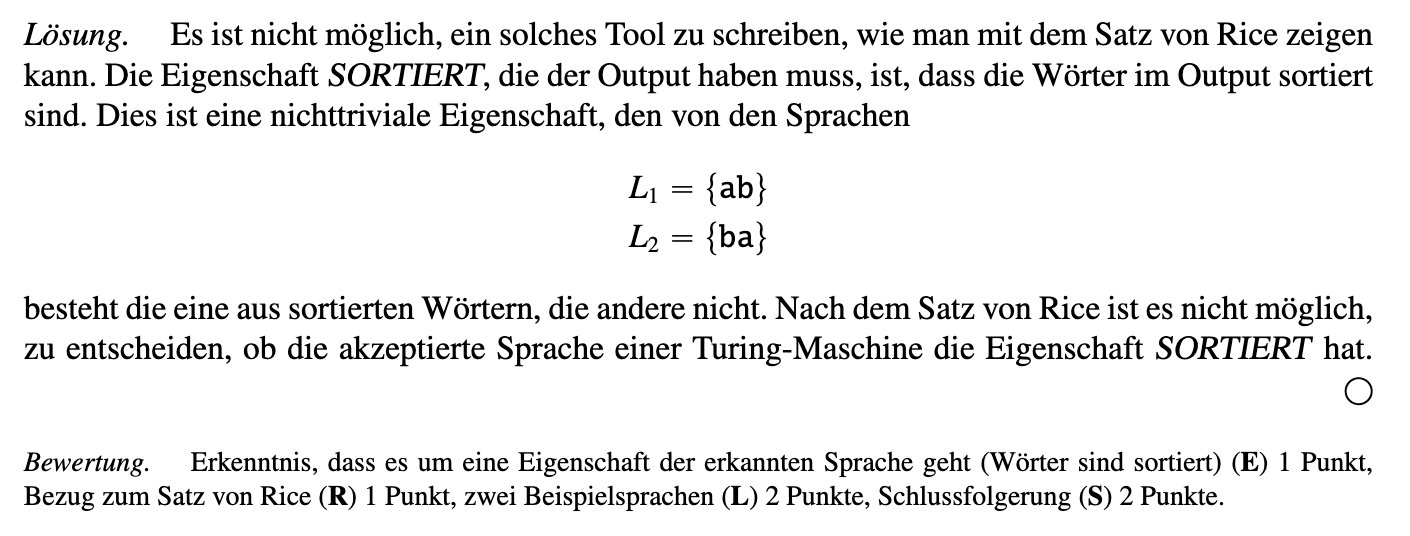 Lösung. Es ist nicht möglich, ein solches Tool zu schreiben, wie man mit dem Satz von Rice zeigen
kann. Die Eigenschaft SORTIERT, die der Output haben muss, ist, dass die Wörter im Output sortiert
sind. Dies ist eine nichttriviale Eigenschaft, den von den Sprachen
L₁ = {ab}
L₂ = {ba}
besteht die eine aus sortierten Wörtern, die andere nicht. Nach dem Satz von Rice ist es nicht möglich,
zu entscheiden, ob die akzeptierte Sprache einer Turing-Maschine die Eigenschaft SORTIERT hat.
○
Bewertung. Erkenntnis, dass es um eine Eigenschaft der erkannten Sprache geht (Wörter sind sortiert) (E) 1 Punkt,
Bezug zum Satz von Rice (R) 1 Punkt, zwei Beispielsprachen (L) 2 Punkte, Schlussfolgerung (S) 2 Punkte.